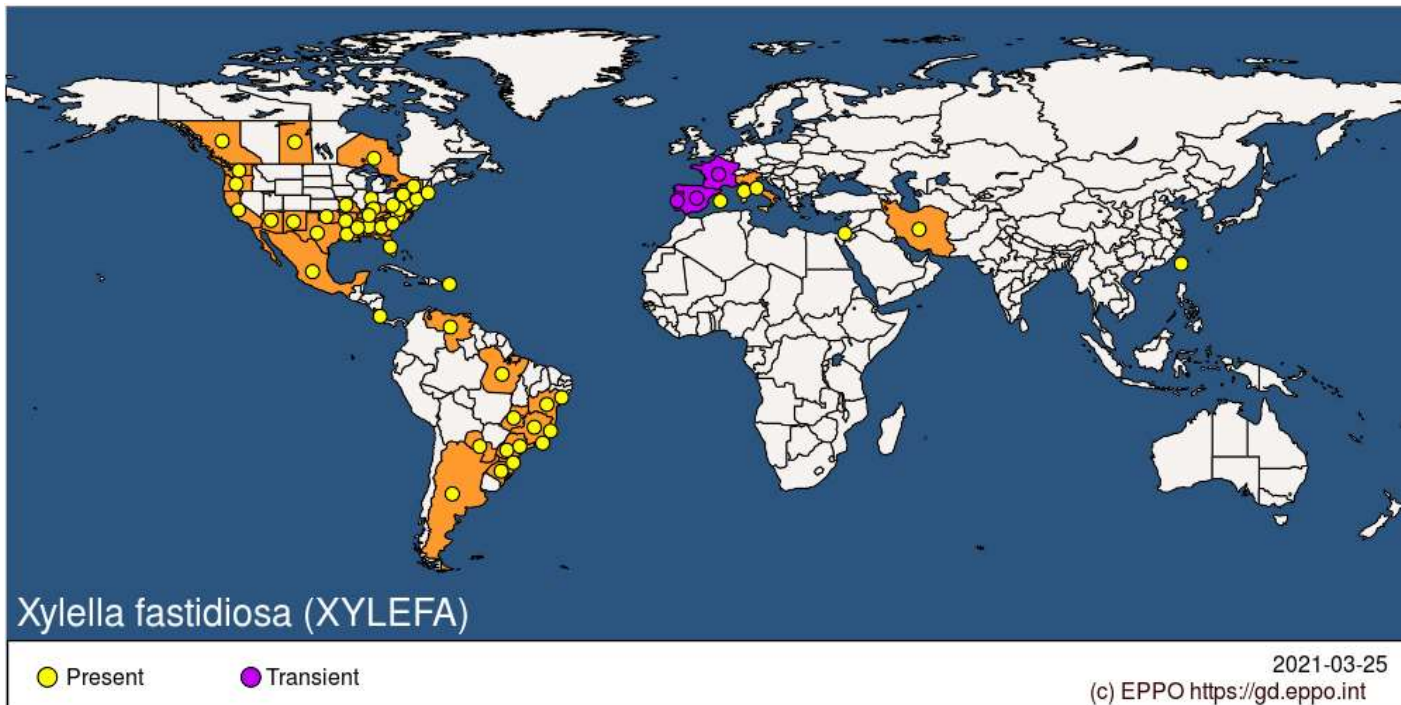 Xylella fastidiosa (XYLEFA)
Present
Transient
2021-03-25
(c) EPPO https://gd.eppo.int